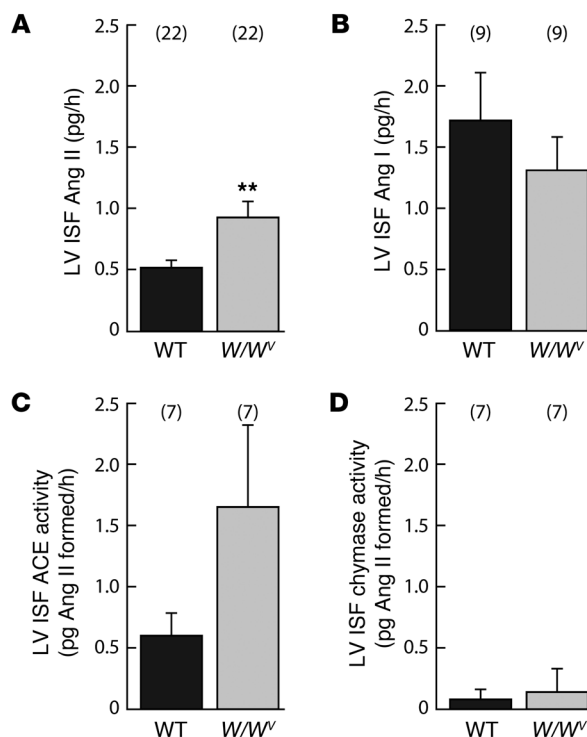 A
(22) (22)
LV ISF Ang II (pg/h)
2.5
2.0
1.5
1.0
0.5
0
**
WT W/Wᵛ
B
(9) (9)
LV ISF Ang I (pg/h)
2.5
2.0
1.5
1.0
0.5
0
WT W/Wᵛ
C
(7) (7)
LV ISF ACE activity
(pg Ang II formed/h)
2.5
2.0
1.5
1.0
0.5
0
WT W/Wᵛ
D
(7) (7)
LV ISF chymase activity
(pg Ang II formed/h)
2.5
2.0
1.5
1.0
0.5
0
WT W/Wᵛ